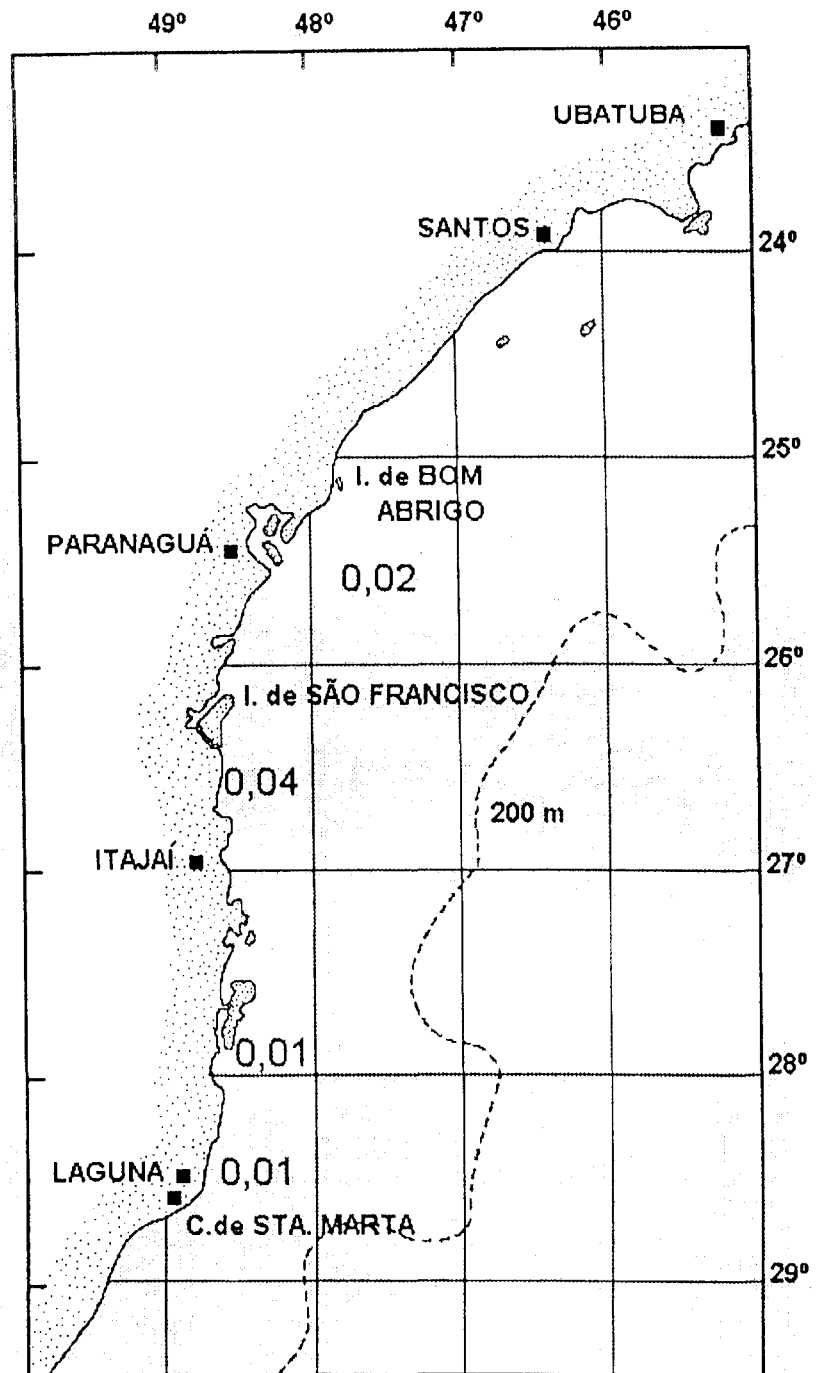 49º 48º 47º 46º
UBATUBA
SANTOS
24º
25º
I. de BOM
ABRIGO
PARANAGUÁ
0,02
26º
I. de SÃO FRANCISCO
0,04
200 m
ITAJAÍ
27º
0,01
28º
LAGUNA
0,01
C.de STA. MARTA
29º